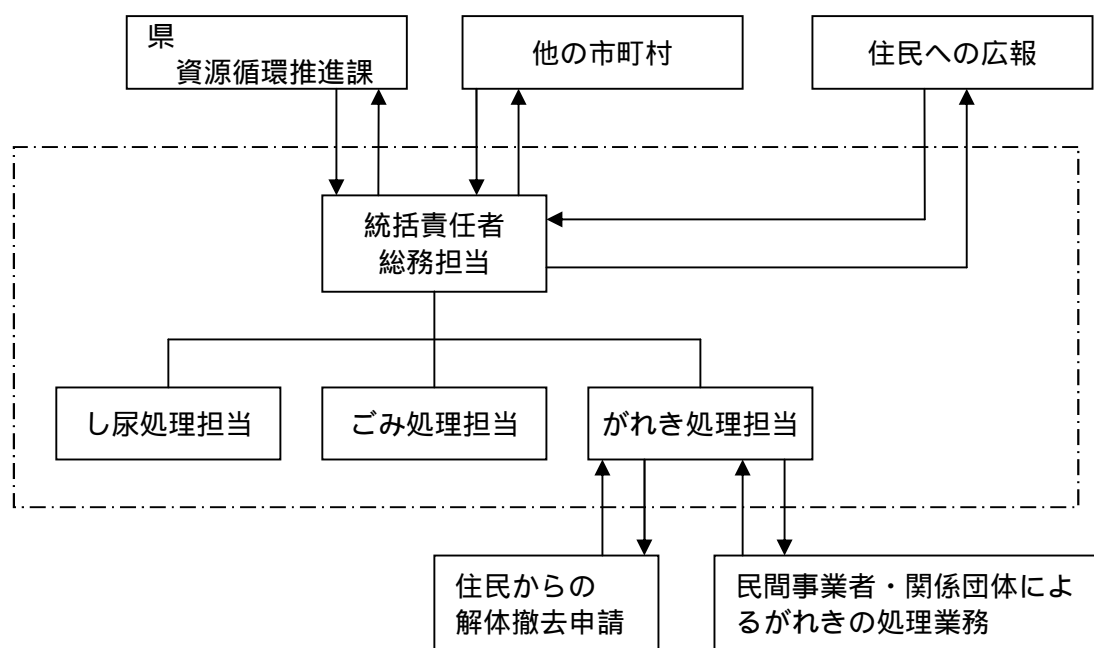 県
資源循環推進課
他の市町村
住民への広報
統括責任者
総務担当
し尿処理担当
ごみ処理担当
がれき処理担当
住民からの
解体撤去申請
民間事業者・関係団体によ
るがれきの処理業務